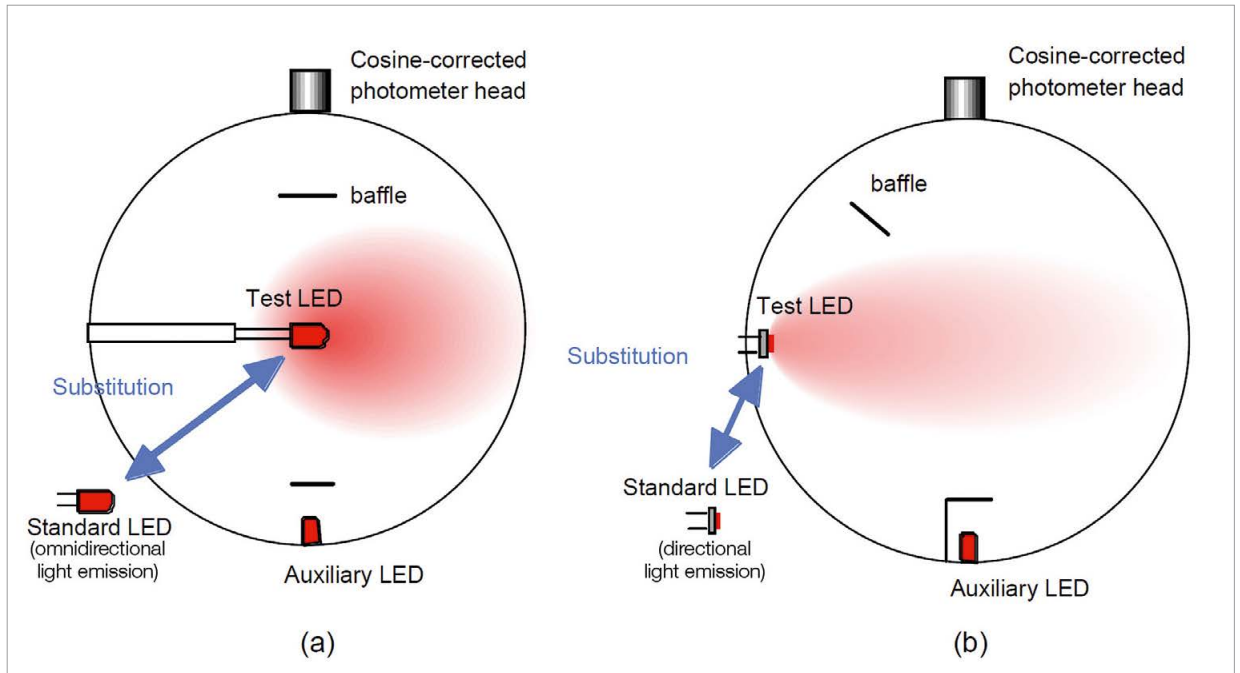 Cosine-corrected
photometer head
baffle
Test LED
Substitution
Standard LED
(omnidirectional
light emission)
Auxiliary LED
(a)
Cosine-corrected
photometer head
baffle
Test LED
Substitution
Standard LED
(directional
light emission)
Auxiliary LED
(b)